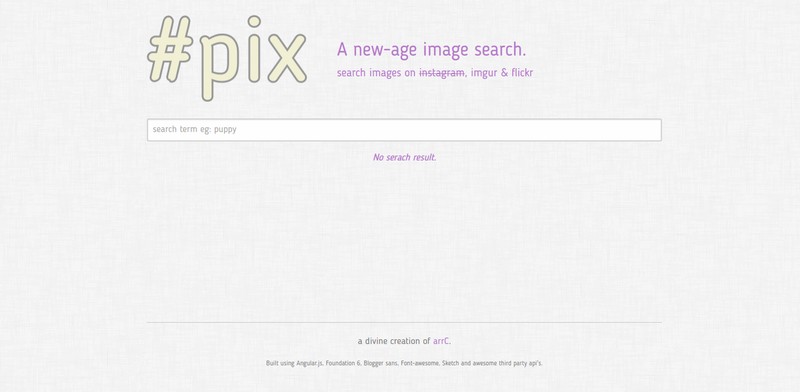 #pix
A new-age image search.
search images on instagram, imgur & flickr
search term eg: puppy
No serach result.
a divine creation of arrC.
Built using Angular.js, Foundation 6, Blogger sans, Font-awesome, Sketch and awesome third party api's.